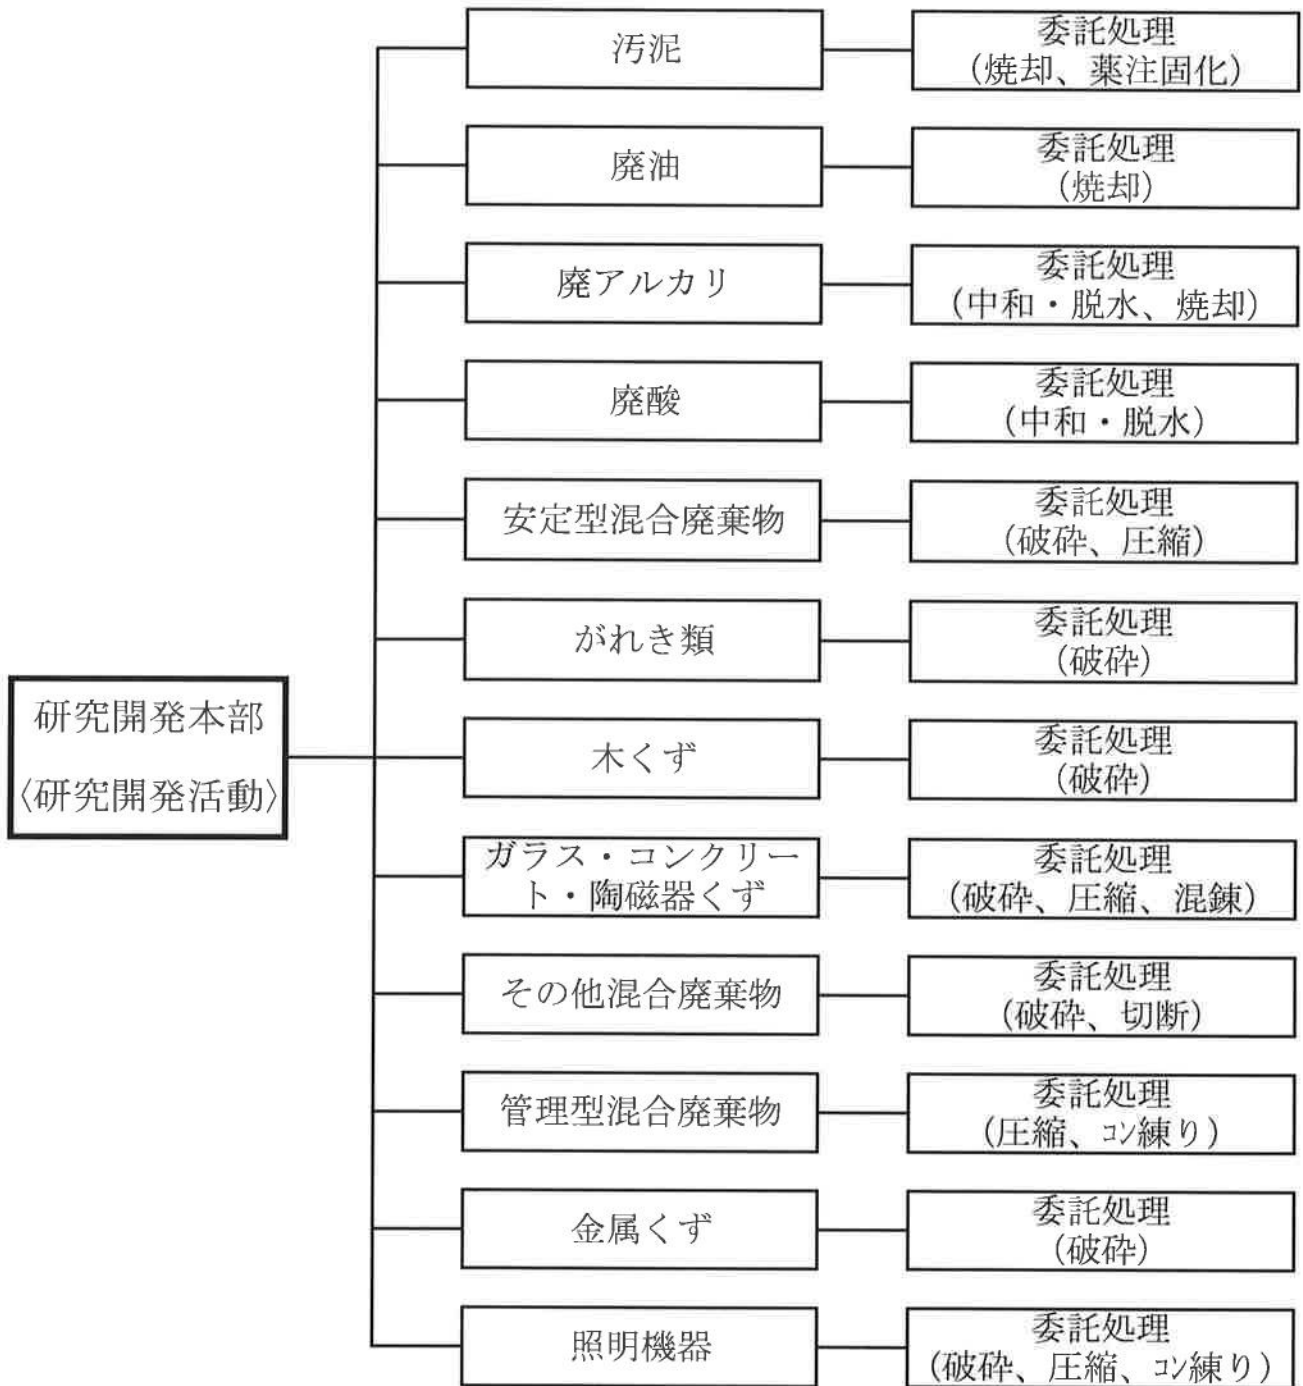 汚泥
委託処理
(焼却、薬注固化)
廃油
委託処理
(焼却)
廃アルカリ
委託処理
(中和・脱水、焼却)
廃酸
委託処理
(中和・脱水)
安定型混合廃棄物
委託処理
(破砕、圧縮)
がれき類
委託処理
(破砕)
研究開発本部
〈研究開発活動〉
木くず
委託処理
(破砕)
ガラス・コンクリー
ト・陶磁器くず
委託処理
(破砕、圧縮、混錬)
その他混合廃棄物
委託処理
(破砕、切断)
管理型混合廃棄物
委託処理
(圧縮、コン練り)
金属くず
委託処理
(破砕)
照明機器
委託処理
(破砕、圧縮、コン練り)